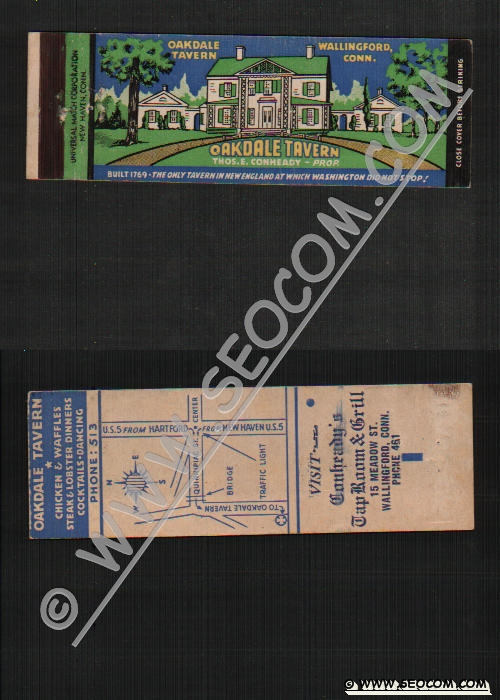 UNIVERSAL MATCH CORPORATION
NEW HAVEN, CONN.
OAKDALE TAVERN
WALLINGFORD, CONN.
OAKDALE TAVERN
THOS. E. CONHEADY - PROP.
BUILT 1769 - THE ONLY TAVERN IN NEW ENGLAND AT WHICH WASHINGTON DID NOT STOP!
CLOSE COVER BEFORE STRIKING
OAKDALE TAVERN
CHICKEN & WAFFLES
STEAK & LOBSTER DINNERS
COCKTAILS - DANCING
PHONE: 513
U.S.5 FROM HARTFORD
CENTER
FROM NEW HAVEN U.S.5
QUINNIPIAC ST.
BRIDGE
TRAFFIC LIGHT
TO OAKDALE TAVERN
N
E
W
S
VISIT
Conheady's
Tap Room & Grill
15 MEADOW ST.
WALLINGFORD, CONN.
PHONE 461
© WWW.SEOCOM.COM
© WWW.SEOCOM.COM